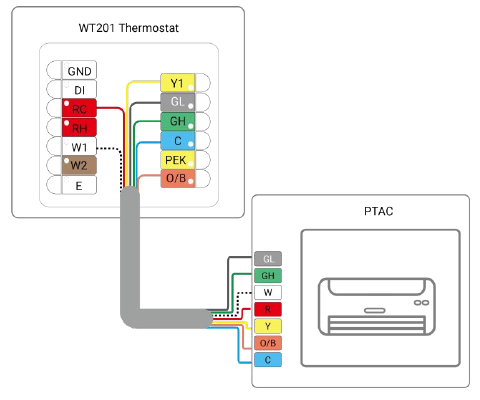 WT201 Thermostat
GND
DI
RC
RH
W1
W2
E
Y1
GL
GH
C
PEK
O/B
PTAC
GL
GH
W
R
Y
O/B
C